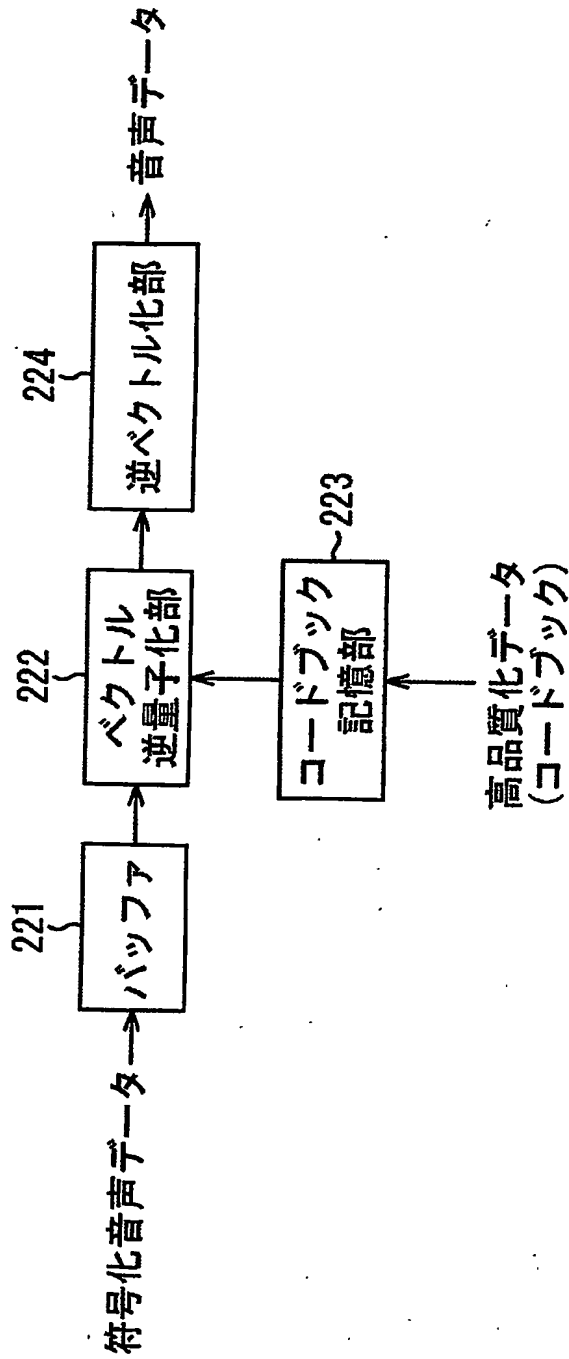 符号化音声データ
221
バッファ
222
ベクトル
逆量子化部
224
逆ベクトル化部
音声データ
223
コードブック
記憶部
高品質化データ
(コードブック)